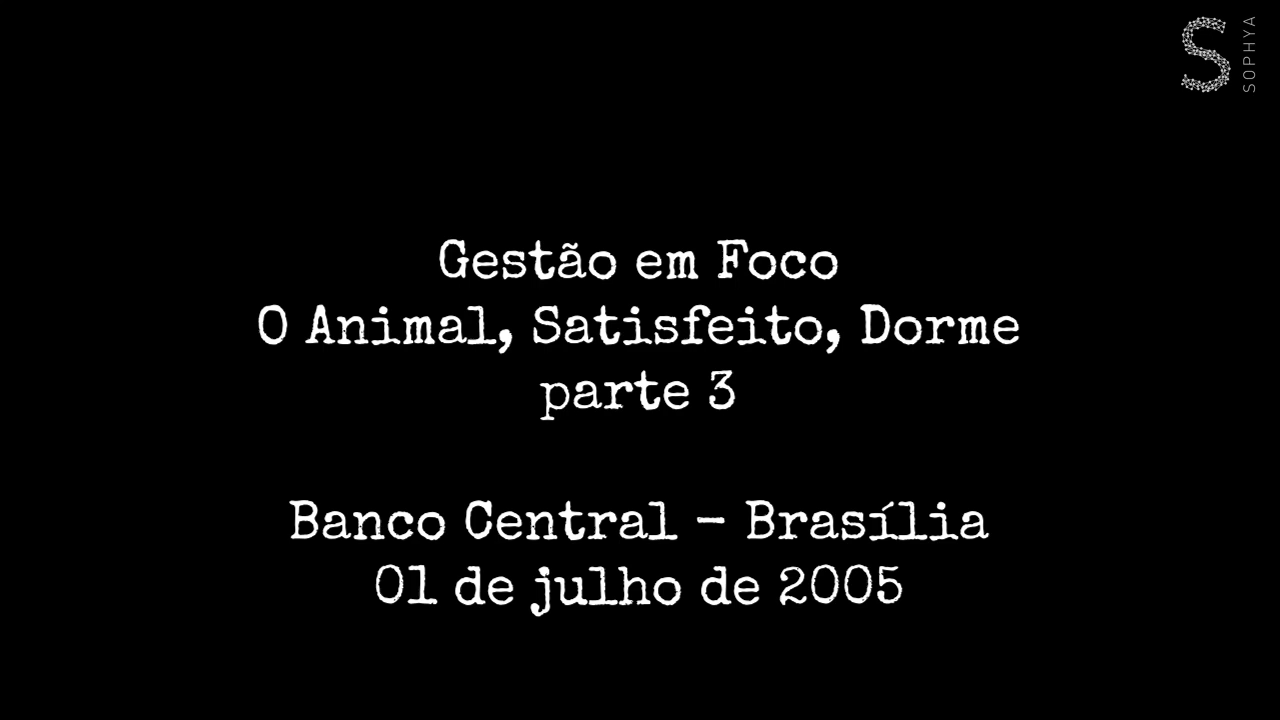 S SOPHYA
Gestão em Foco
O Animal, Satisfeito, Dorme
parte 3
Banco Central - Brasília
01 de julho de 2005